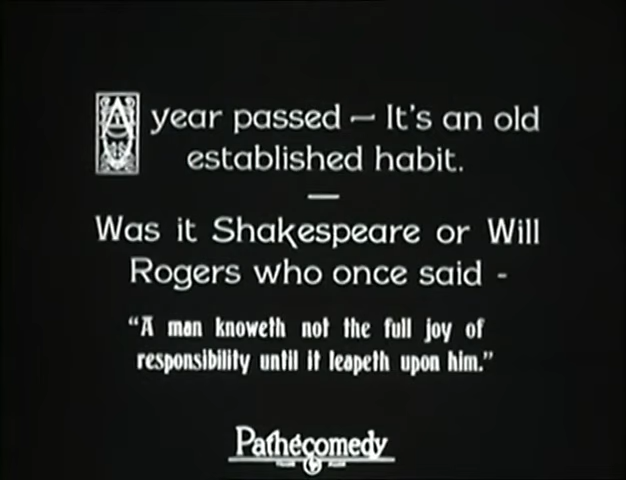 A year passed — It's an old
established habit.
—
Was it Shakespeare or Will
Rogers who once said -
"A man knoweth not the full joy of
responsibility until it leapeth upon him."
Pathécomedy